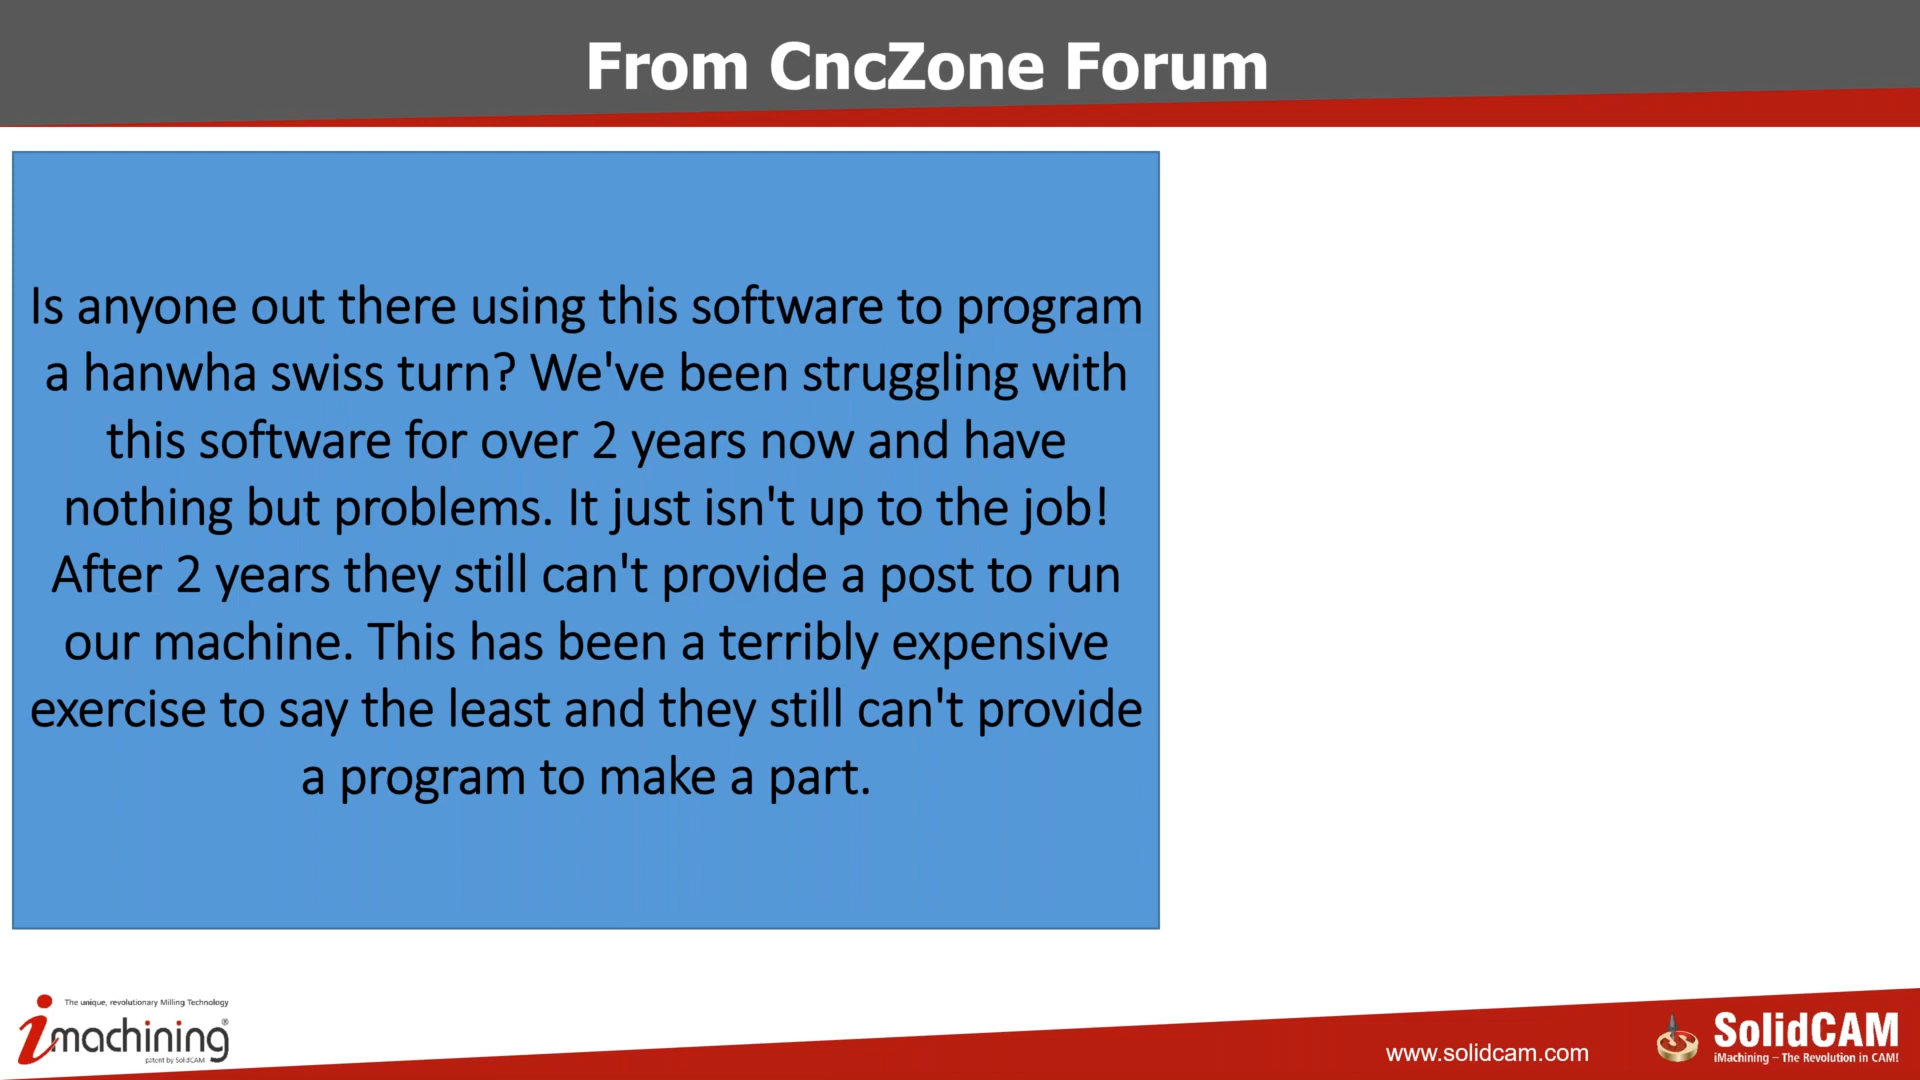 From CncZone Forum
Is anyone out there using this software to program
a hanwha swiss turn? We've been struggling with
this software for over 2 years now and have
nothing but problems. It just isn't up to the job!
After 2 years they still can't provide a post to run
our machine. This has been a terribly expensive
exercise to say the least and they still can't provide
a program to make a part.
The unique, revolutionary Milling Technology
imachining®
patent by SolidCAM
www.solidcam.com
SolidCAM
iMachining – The Revolution in CAM!